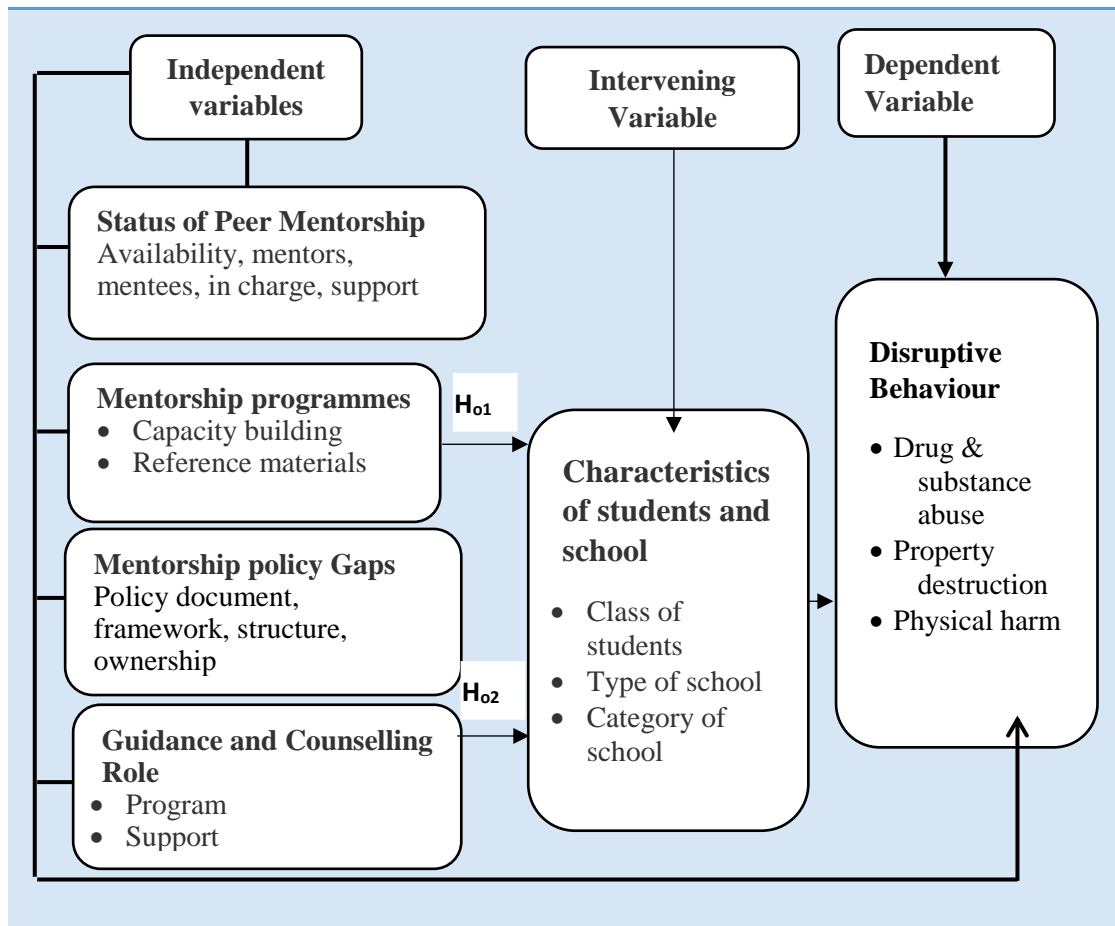 Independent
variables
Intervening
Variable
Dependent
Variable
Status of Peer Mentorship
Availability, mentors,
mentees, in charge, support
Mentorship programmes
• Capacity building
• Reference materials
Ho1
Mentorship policy Gaps
Policy document,
framework, structure,
ownership
Ho2
Guidance and Counselling
Role
• Program
• Support
Characteristics
of students and
school
• Class of
students
• Type of school
• Category of
school
Disruptive
Behaviour
• Drug &
substance
abuse
• Property
destruction
• Physical harm